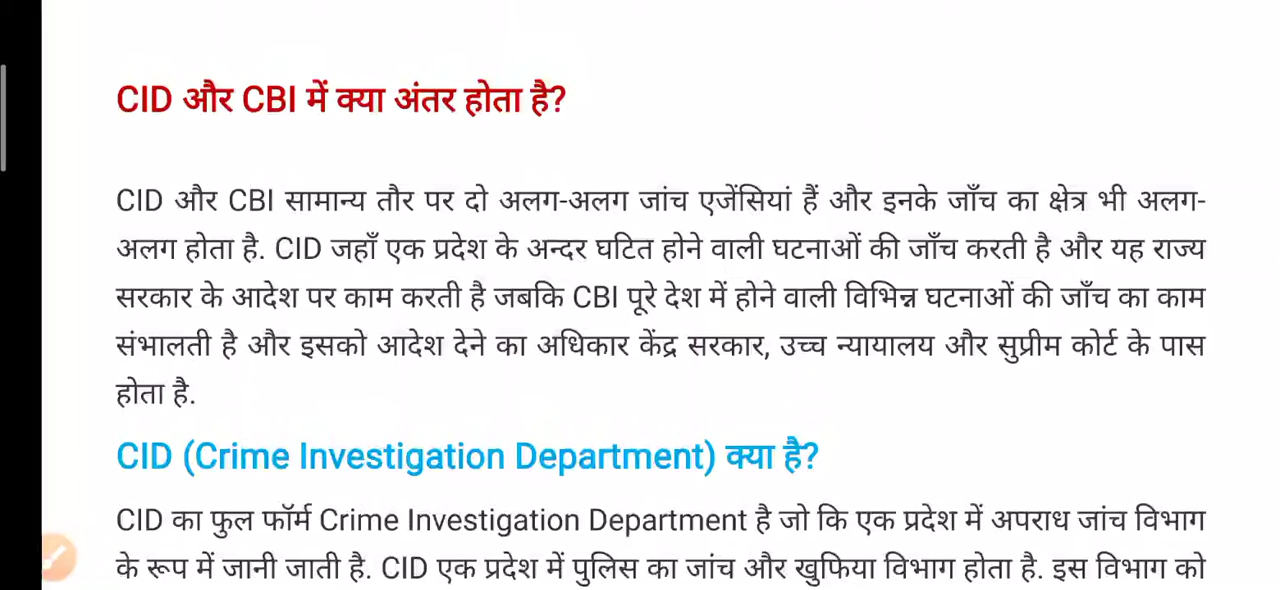 CID और CBI में क्या अंतर होता है?
CID और CBI सामान्य तौर पर दो अलग-अलग जांच एजेंसियां हैं और इनके जाँच का क्षेत्र भी अलग-
अलग होता है. CID जहाँ एक प्रदेश के अन्दर घटित होने वाली घटनाओं की जाँच करती है और यह राज्य
सरकार के आदेश पर काम करती है जबकि CBI पूरे देश में होने वाली विभिन्न घटनाओं की जाँच का काम
संभालती है और इसको आदेश देने का अधिकार केंद्र सरकार, उच्च न्यायालय और सुप्रीम कोर्ट के पास
होता है.
CID (Crime Investigation Department) क्या है?
CID का फुल फॉर्म Crime Investigation Department है जो कि एक प्रदेश में अपराध जांच विभाग
के रूप में जानी जाती है. CID एक प्रदेश में पुलिस का जांच और खुफिया विभाग होता है. इस विभाग को